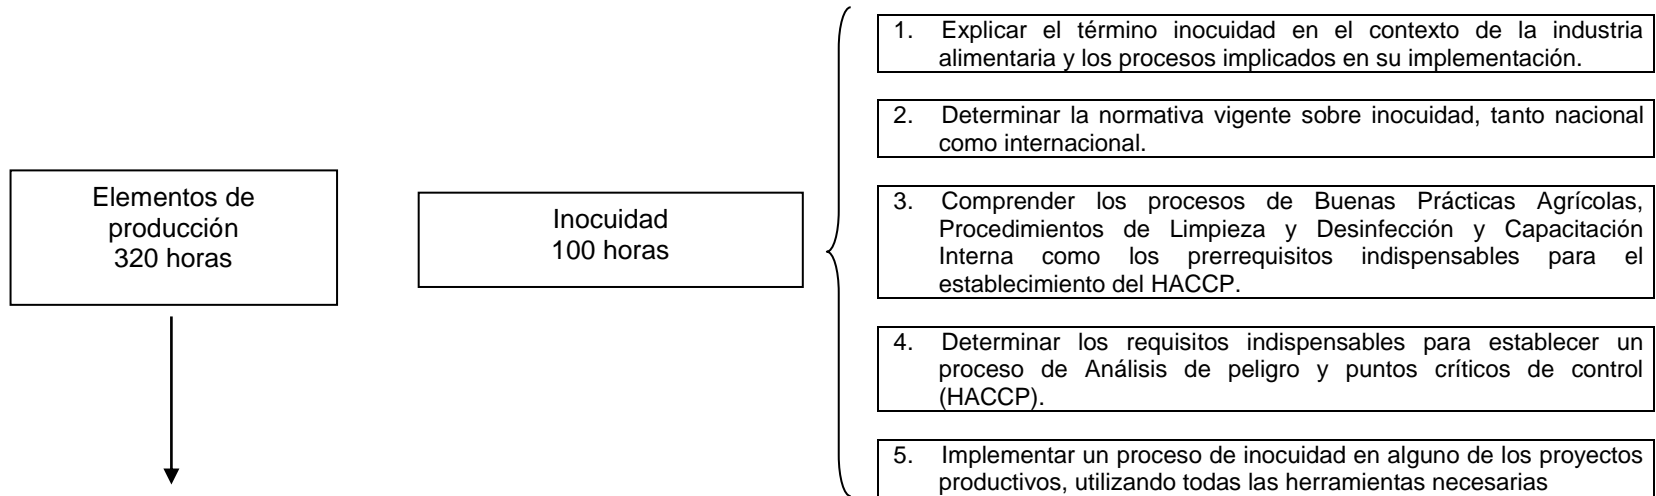 Elementos de
producción
320 horas
Inocuidad
100 horas
1. Explicar el término inocuidad en el contexto de la industria
alimentaria y los procesos implicados en su implementación.
2. Determinar la normativa vigente sobre inocuidad, tanto nacional
como internacional.
3. Comprender los procesos de Buenas Prácticas Agrícolas,
Procedimientos de Limpieza y Desinfección y Capacitación
Interna como los prerrequisitos indispensables para el
establecimiento del HACCP.
4. Determinar los requisitos indispensables para establecer un
proceso de Análisis de peligro y puntos críticos de control
(HACCP).
5. Implementar un proceso de inocuidad en alguno de los proyectos
productivos, utilizando todas las herramientas necesarias